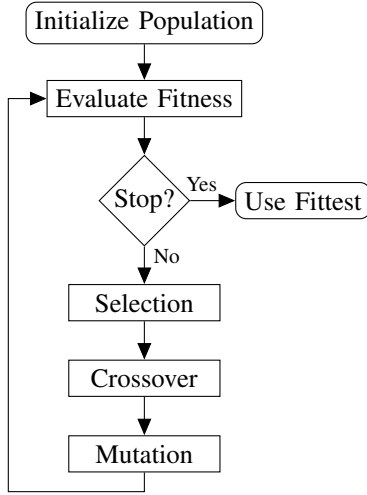 Initialize Population
Evaluate Fitness
Stop?
Yes
Use Fittest
No
Selection
Crossover
Mutation